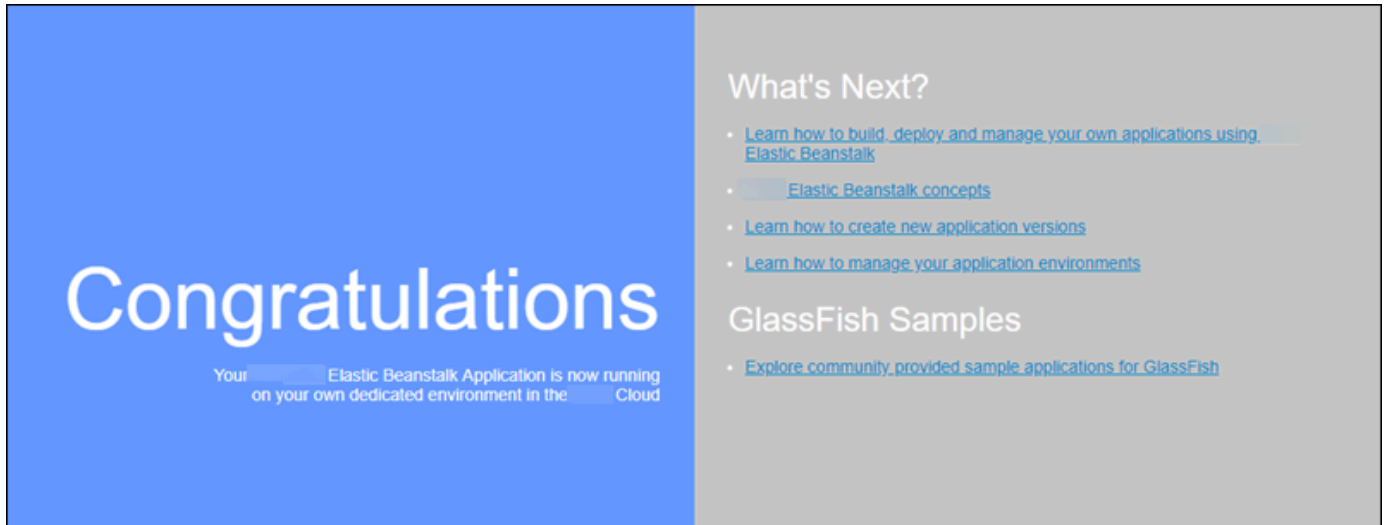 Congratulations
Your Elastic Beanstalk Application is now running
on your own dedicated environment in the Cloud
What's Next?
Learn how to build, deploy and manage your own applications using
Elastic Beanstalk
Elastic Beanstalk concepts
Learn how to create new application versions
Learn how to manage your application environments
GlassFish Samples
Explore community provided sample applications for GlassFish